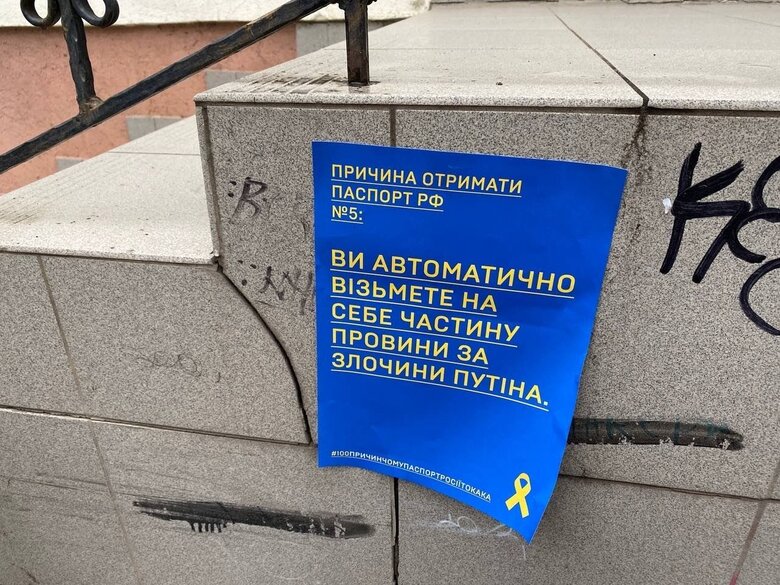 ПРИЧИНА ОТРИМАТИ
ПАСПОРТ РФ
№5:
ВИ АВТОМАТИЧНО
ВІЗЬМЕТЕ НА
СЕБЕ ЧАСТИНУ
ПРОВИНИ ЗА
ЗЛОЧИНИ ПУТІНА.
#100ПРИЧИНЧОМУПАСПОРТРОСІЇТОКАКА